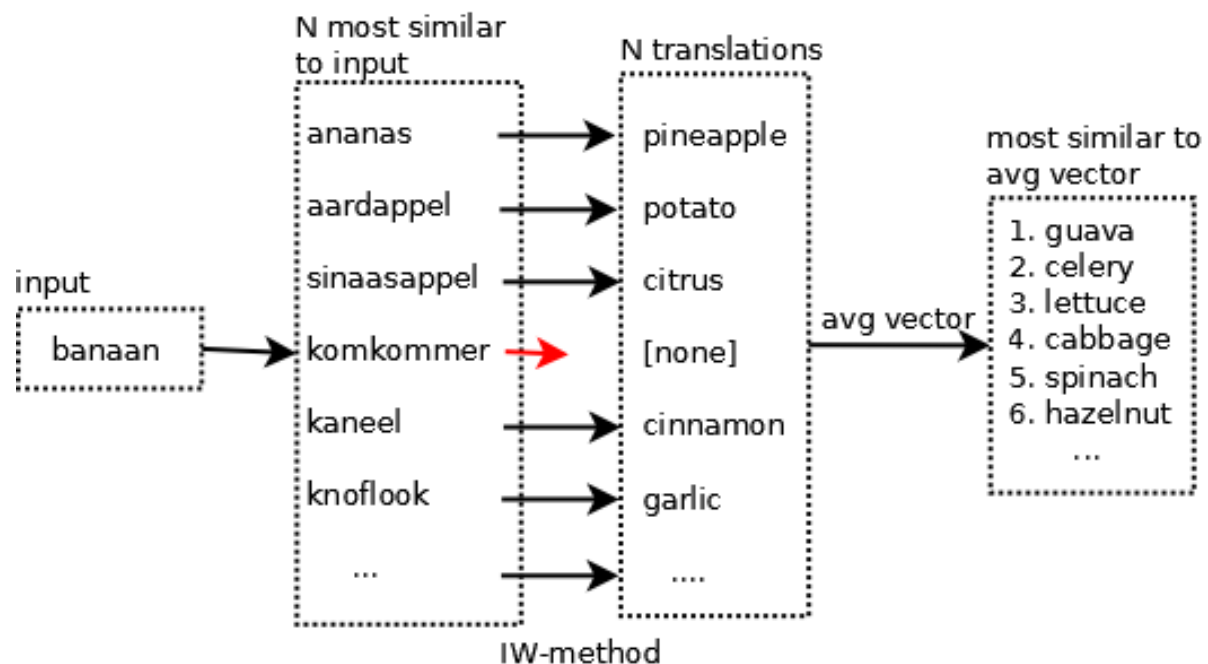 input
banaan
N most similar
to input
ananas
aardappel
sinaasappel
komkommer
kaneel
knoflook
...
N translations
pineapple
potato
citrus
[none]
cinnamon
garlic
....
avg vector
most similar to
avg vector
1. guava
2. celery
3. lettuce
4. cabbage
5. spinach
6. hazelnut
...
IW-method